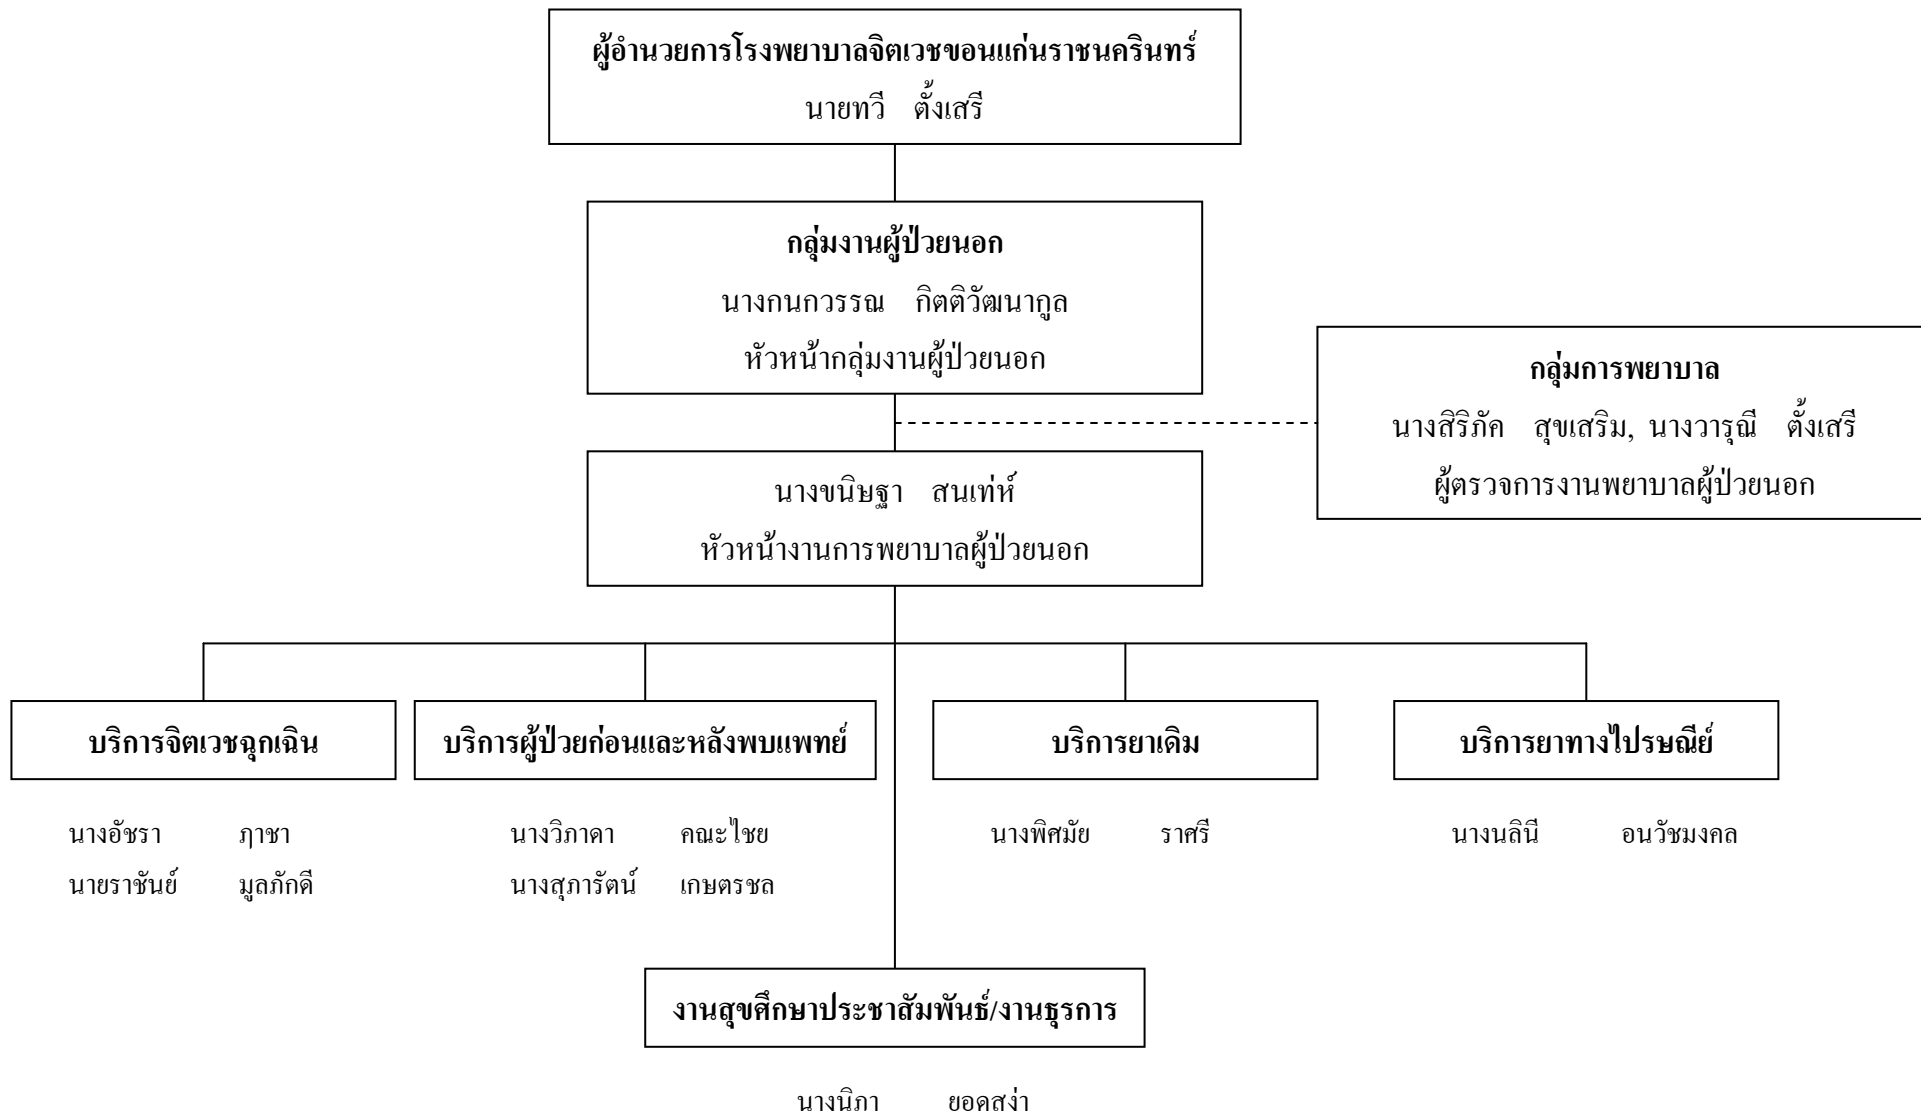 ผู้อำนวยการโรงพยาบาลจิตเวชขอนแก่นราชนครินทร์
นายทวี ตั้งเสรี
กลุ่มงานผู้ป่วยนอก
นางกนกวรรณ กิตติวัฒนากูล
หัวหน้ากลุ่มงานผู้ป่วยนอก
กลุ่มการพยาบาล
นางสิริภัค สุขเสริม, นางวารุณี ตั้งเสรี
ผู้ตรวจการงานพยาบาลผู้ป่วยนอก
นางขนิษฐา สนเท่ห์
หัวหน้างานการพยาบาลผู้ป่วยนอก
บริการจิตเวชฉุกเฉิน
นางอัชรา ฦาชา
นายราชันย์ มูลภักดี
บริการผู้ป่วยก่อนและหลังพบแพทย์
นางวิภาดา คณะไชย
นางสุภารัตน์ เกษตรชล
บริการยาเดิม
นางพิศมัย ราศรี
บริการยาทางไปรษณีย์
นางนลินี อนวัชมงคล
งานสุขศึกษาประชาสัมพันธ์/งานธุรการ
นางนิภา ยอดสง่า